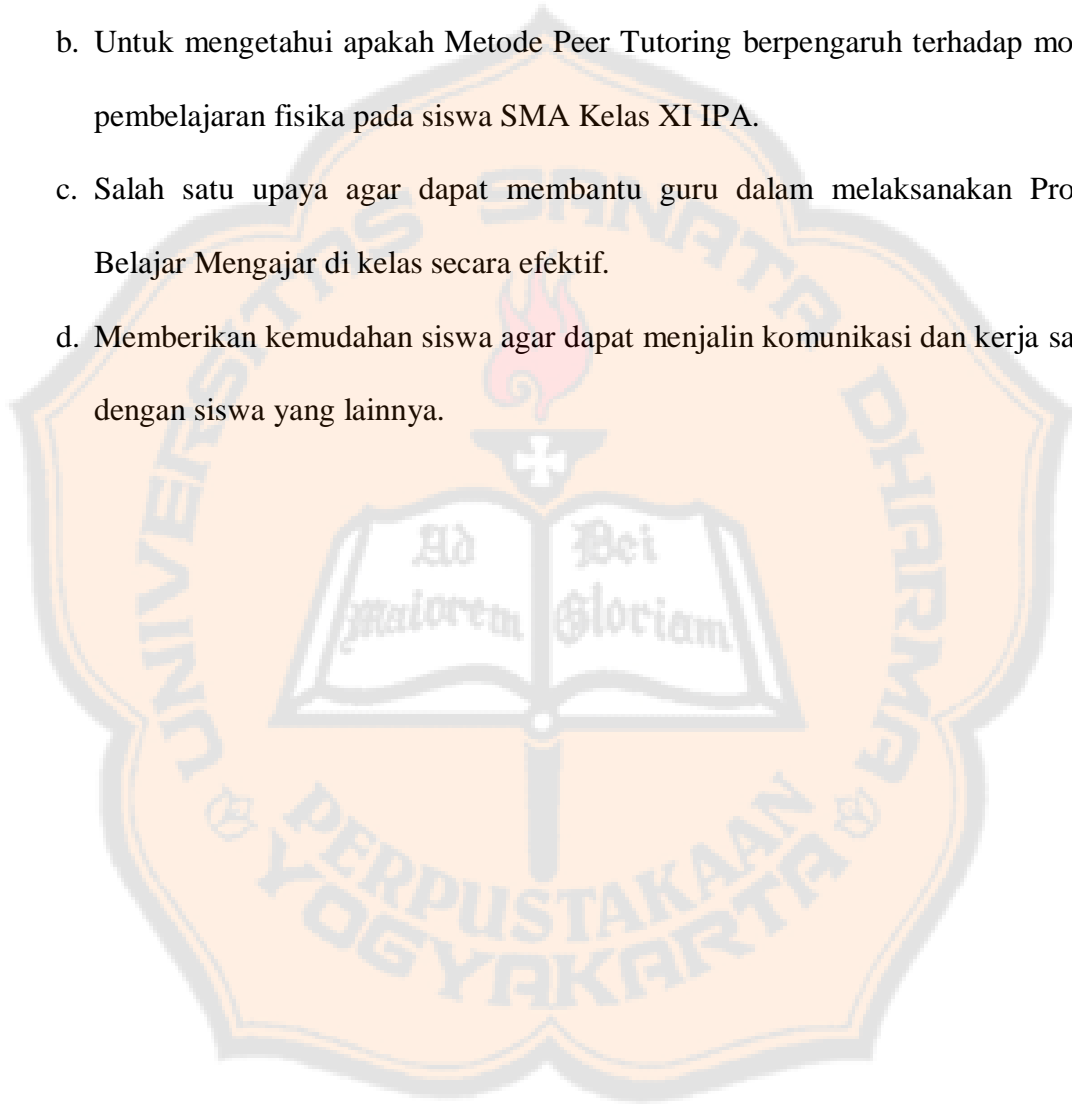 b. Untuk mengetahui apakah Metode Peer Tutoring berpengaruh terhadap mo
pembelajaran fisika pada siswa SMA Kelas XI IPA.
c. Salah satu upaya agar dapat membantu guru dalam melaksanakan Pro
Belajar Mengajar di kelas secara efektif.
d. Memberikan kemudahan siswa agar dapat menjalin komunikasi dan kerja sa
dengan siswa yang lainnya.
UNIVERSITAS SANATA DHARMA
Ad Dei
Maiorem Gloriam
PERPUSTAKAAN
YOGYAKARTA